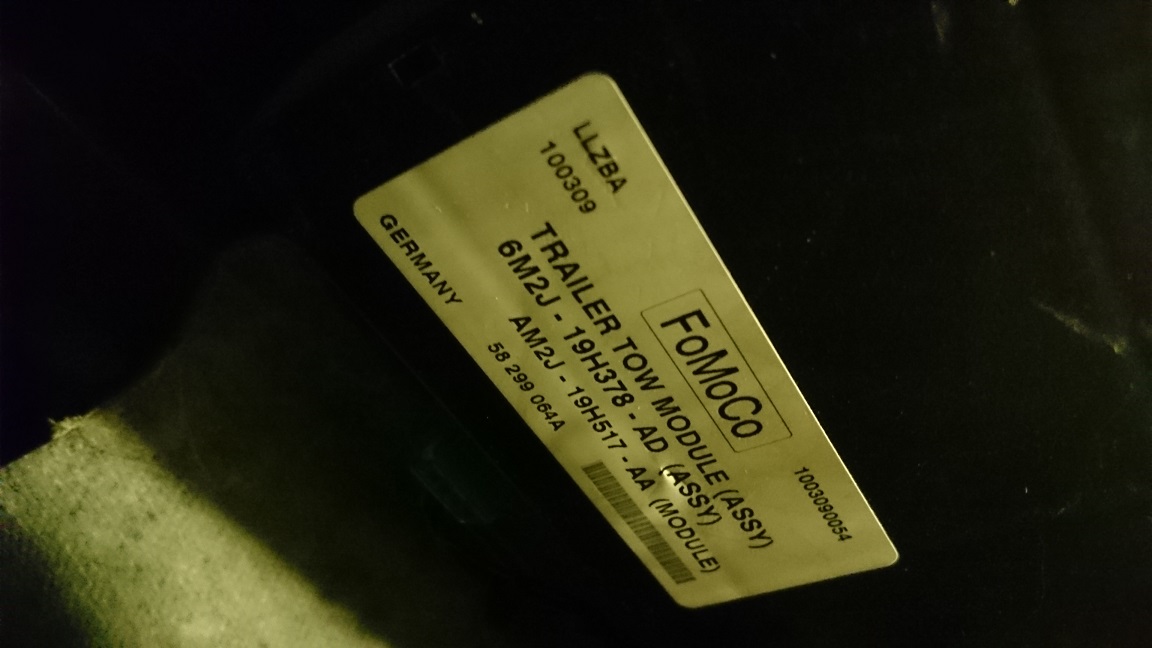 LLZBA
100309
FoMoCo
1003090054
TRAILER TOW MODULE (ASSY)
6M2J - 19H378 - AD (ASSY)
AM2J - 19H517 - AA (MODULE)
GERMANY
58 299 064A